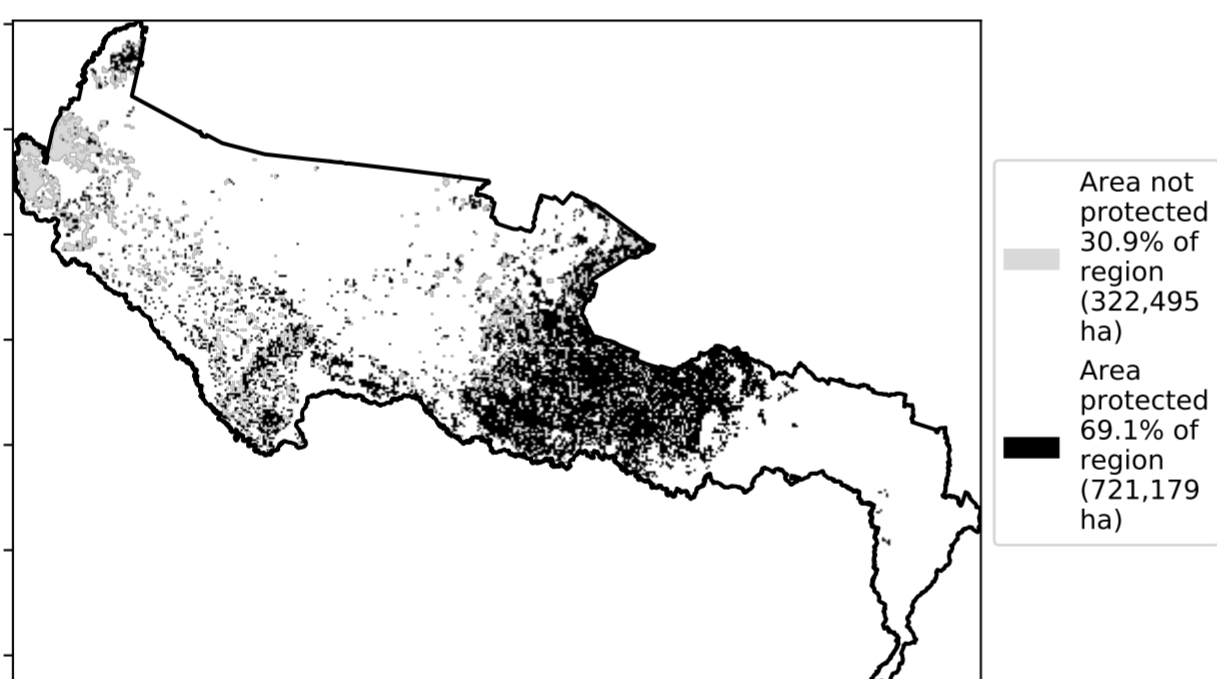 Area not
protected
30.9% of
region
(322,495
ha)
Area
protected
69.1% of
region
(721,179
ha)